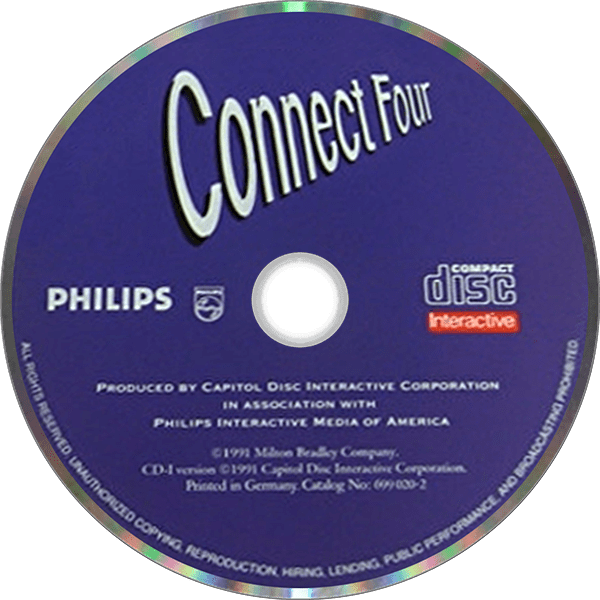 Connect Four
PHILIPS
COMPACT
disc
Interactive
PRODUCED BY CAPITOL DISC INTERACTIVE CORPORATION
IN ASSOCIATION WITH
PHILIPS INTERACTIVE MEDIA OF AMERICA
©1991 Milton Bradley Company.
CD-I version ©1991 Capitol Disc Interactive Corporation.
Printed in Germany. Catalog No: 699 020-2
ALL RIGHTS RESERVED. UNAUTHORIZED COPYING, REPRODUCTION, HIRING, LENDING, PUBLIC PERFORMANCE, AND BROADCASTING PROHIBITED